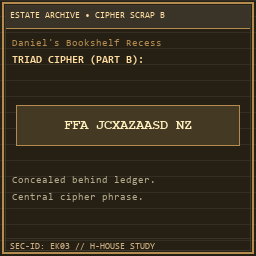 ESTATE ARCHIVE • CIPHER SCRAP B
Daniel's Bookshelf Recess
TRIAD CIPHER (PART B):
FFA JCXAZAASD NZ
Concealed behind ledger.
Central cipher phrase.
SEC-ID: EK03 // H-HOUSE STUDY